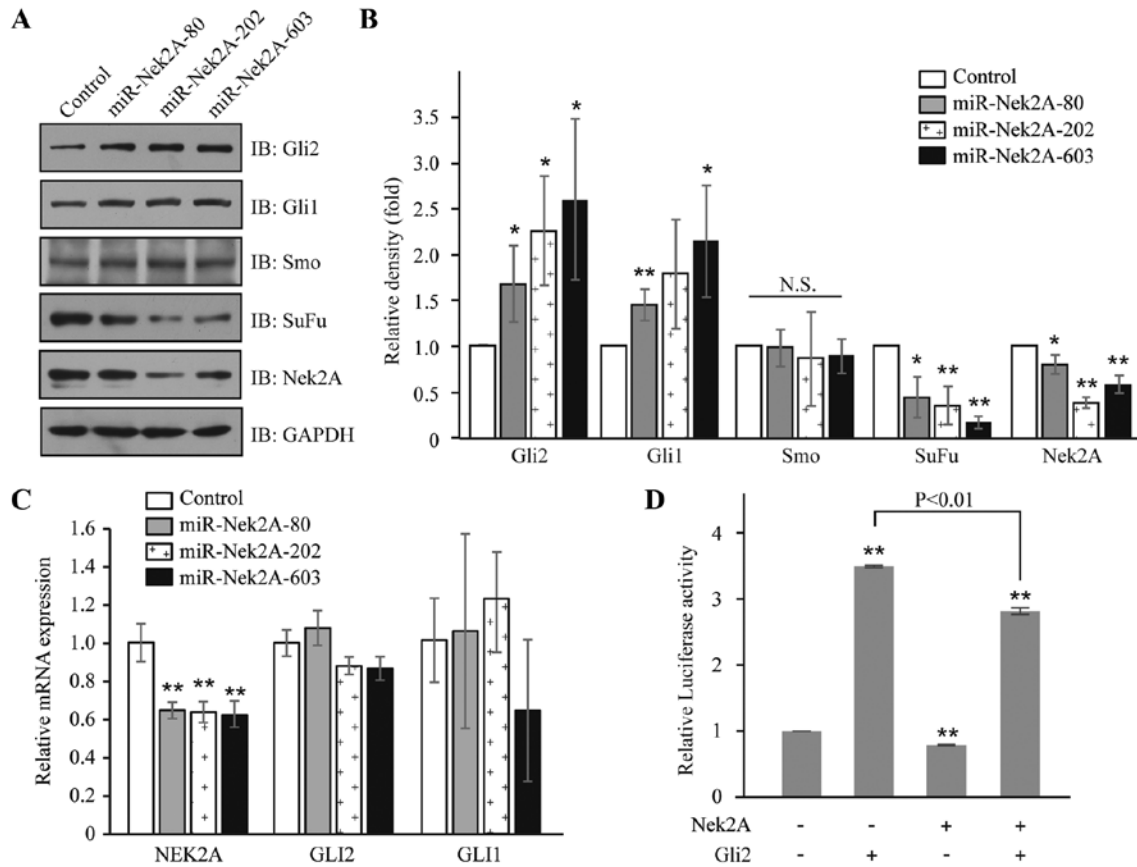 A
Control
miR-Nek2A-80
miR-Nek2A-202
miR-Nek2A-603
IB: Gli2
IB: Gli1
IB: Smo
IB: SuFu
IB: Nek2A
IB: GAPDH
B
Control
miR-Nek2A-80
miR-Nek2A-202
miR-Nek2A-603
Relative density (fold)
3.5
3.0
2.5
2.0
1.5
1.0
0.5
0
* * *
** *
N.S.
* ** **
* ** **
Gli2 Gli1 Smo SuFu Nek2A
C
Control
miR-Nek2A-80
miR-Nek2A-202
miR-Nek2A-603
Relative mRNA expression
1.6
1.4
1.2
1.0
0.8
0.6
0.4
0.2
0
** ** **
NEK2A GLI2 GLI1
D
P<0.01
Relative Luciferase activity
4
3
2
1
0
** ** **
Nek2A - - + +
Gli2 - + - +